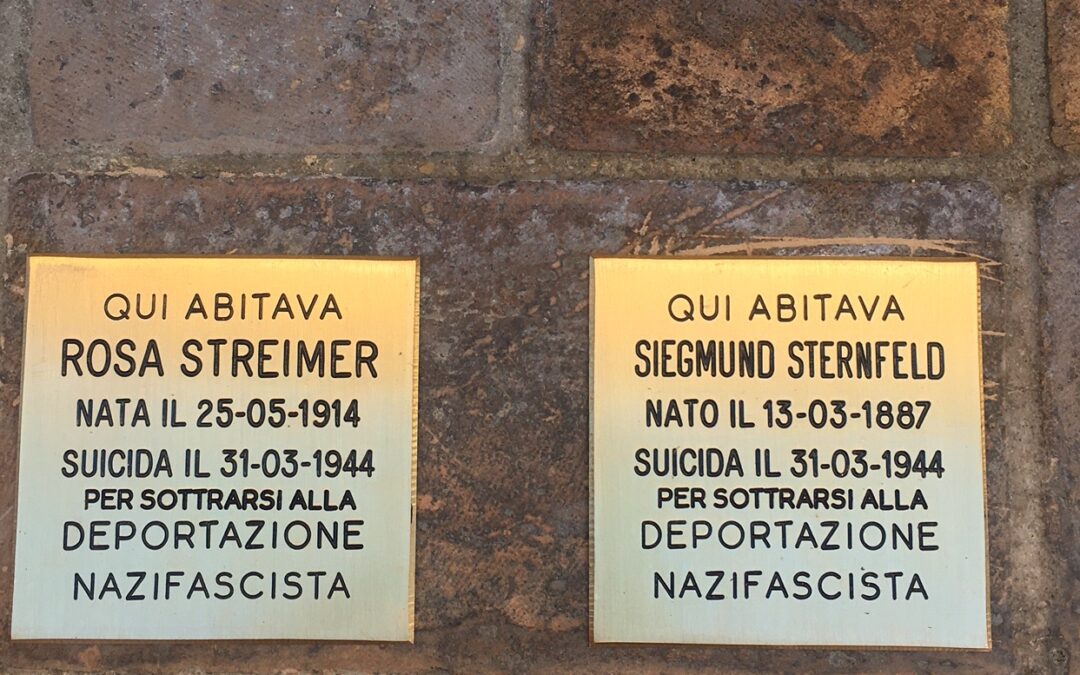 QUI ABITAVA
ROSA STREIMER
NATA IL 25-05-1914
SUICIDA IL 31-03-1944
PER SOTTRARSI ALLA
DEPORTAZIONE
NAZIFASCISTA
QUI ABITAVA
SIEGMUND STERNFELD
NATO IL 13-03-1887
SUICIDA IL 31-03-1944
PER SOTTRARSI ALLA
DEPORTAZIONE
NAZIFASCISTA